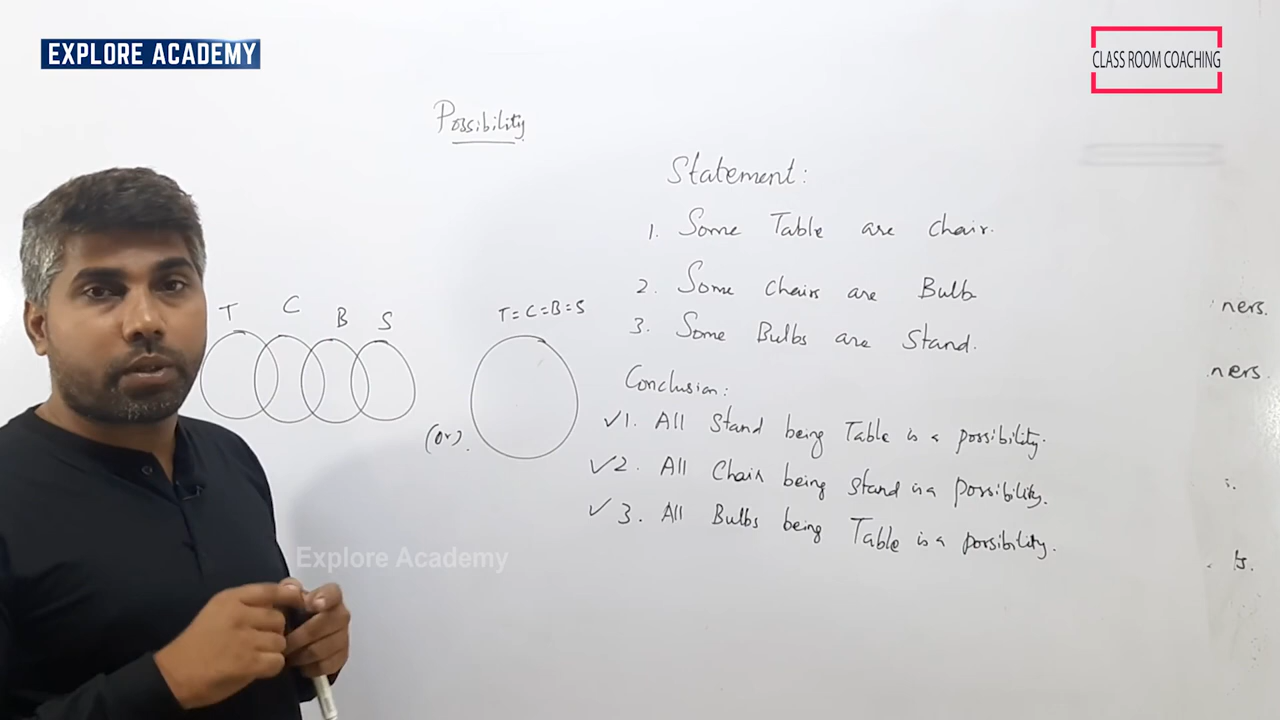 EXPLORE ACADEMY
CLASS ROOM COACHING
Possibility
Statement:
1. Some Table are chair.
2. Some Chairs are Bulb
3. Some Bulbs are Stand.
T C B S
T=C=B=S
(or).
Conclusion:
✓1. All Stand being Table is a possibility.
✓2. All Chair being stand is a possibility.
✓3. All Bulbs being Table is a possibility.
ners.
ners.
Explore Academy